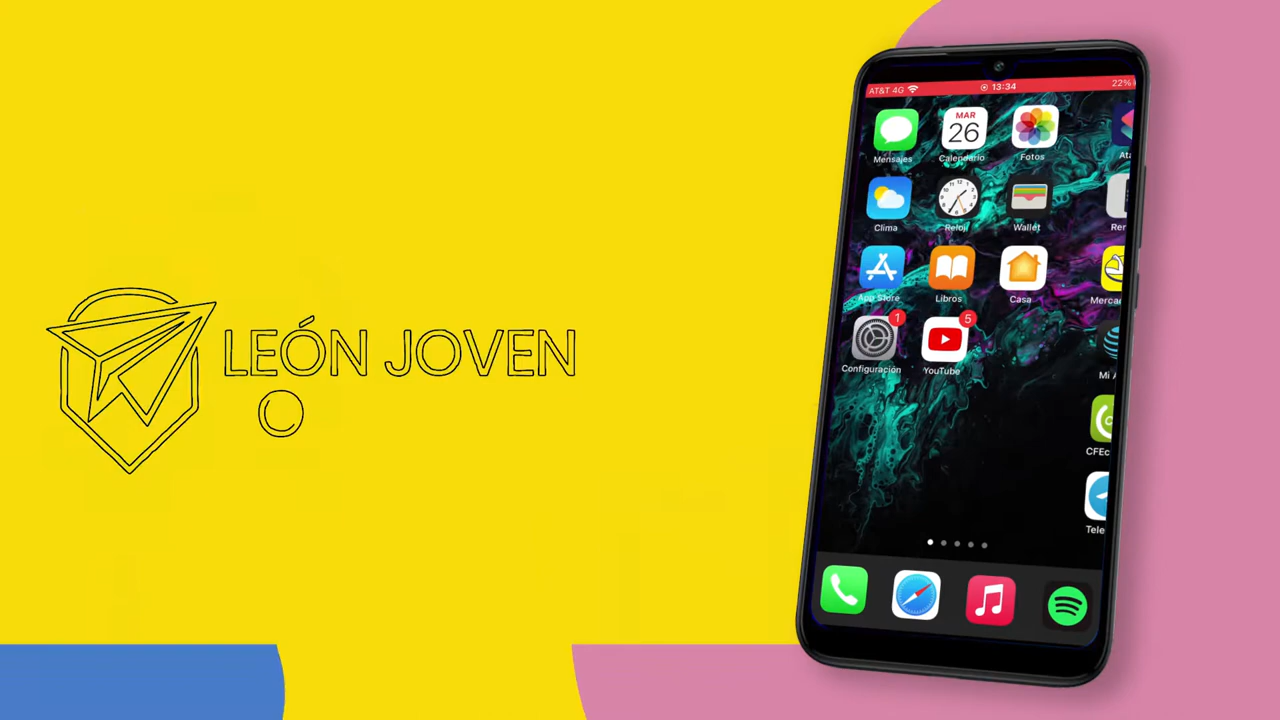 LEÓN JOVEN
AT&T 4G 13:34 22%
MAR
26
Mensajes Calendario Fotos
Clima Reloj Wallet
App Store Libros Casa
1 5
Configuración YouTube